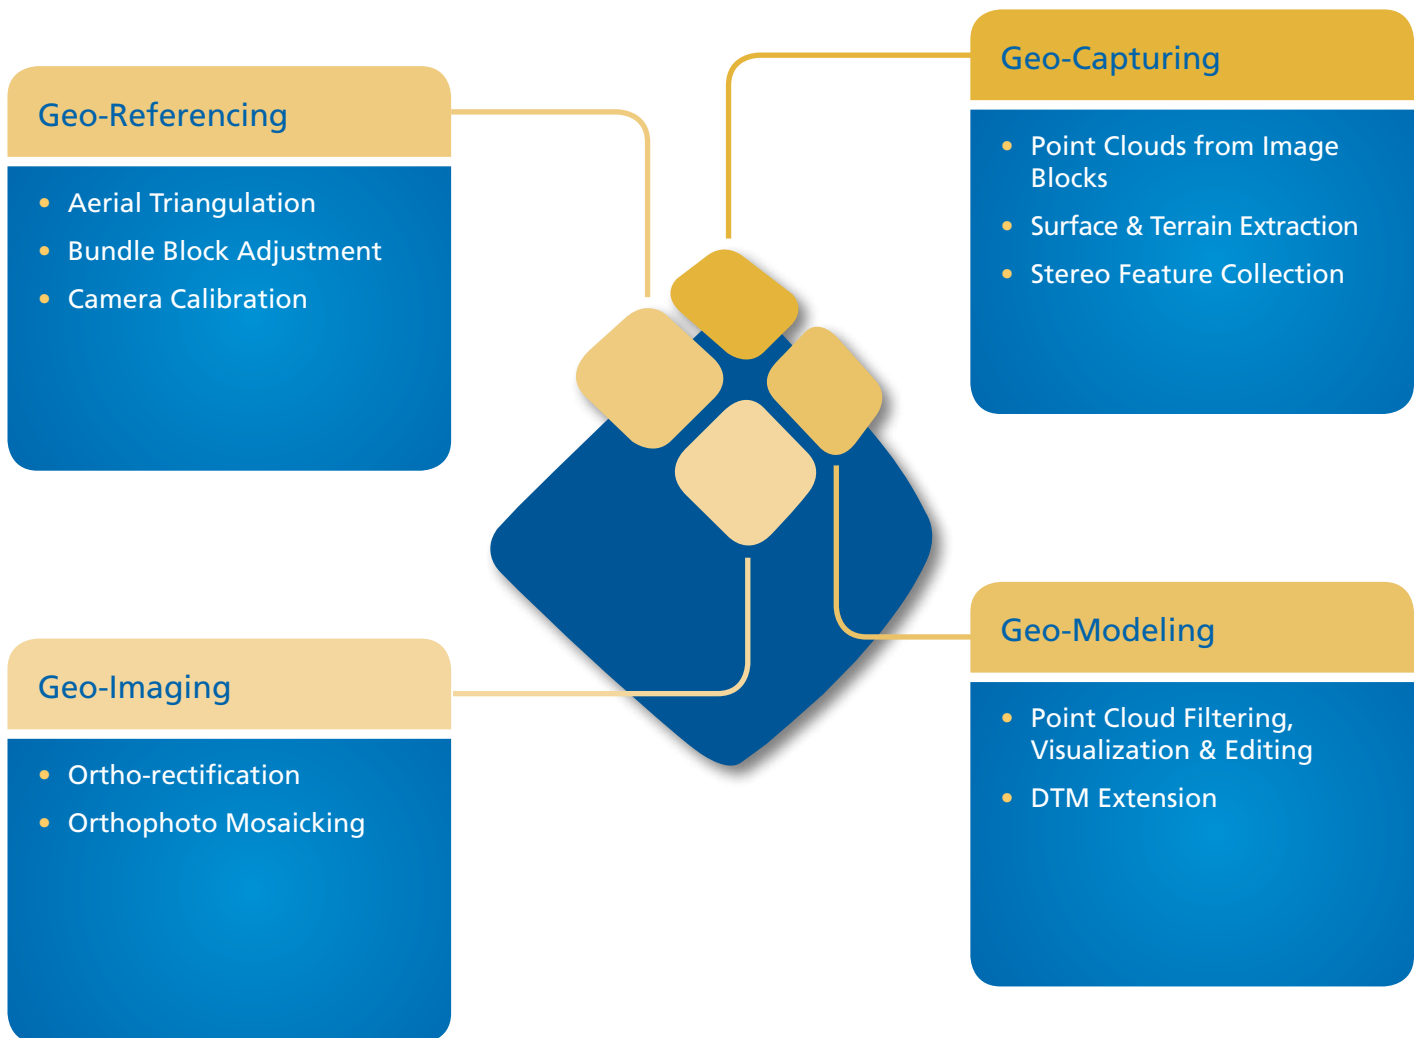 Geo-Referencing
• Aerial Triangulation
• Bundle Block Adjustment
• Camera Calibration
Geo-Capturing
• Point Clouds from Image
Blocks
• Surface & Terrain Extraction
• Stereo Feature Collection
Geo-Imaging
• Ortho-rectification
• Orthophoto Mosaicking
Geo-Modeling
• Point Cloud Filtering,
Visualization & Editing
• DTM Extension